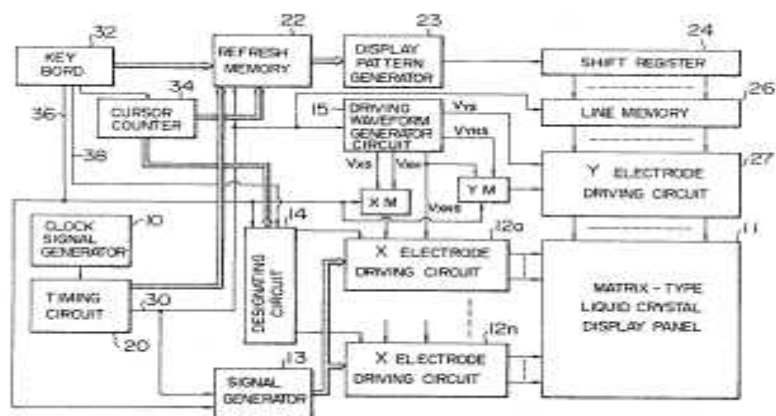 32
KEY
BORD
22
REFRESH
MEMORY
23
DISPLAY
PATTERN
GENERATOR
24
SHIFT REGISTER
34
36
CURSOR
COUNTER
38
15
DRIVING
WAVEFORM
GENERATOR
CIRCUIT
VYS
VYNS
26
LINE MEMORY
27
Y ELECTRODE
DRIVING CIRCUIT
VXS
XM
YM
VXNS
10
CLOCK
SIGNAL
GENERATOR
14
DESIGNATING
CIRCUIT
12a
X ELECTRODE
DRIVING CIRCUIT
11
MATRIX-TYPE
LIQUID CRYSTAL
DISPLAY PANEL
TIMING
CIRCUIT
30
20
13
SIGNAL
GENERATOR
12n
X ELECTRODE
DRIVING CIRCUIT